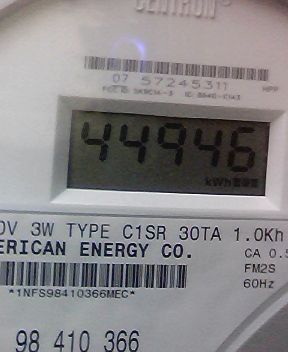 CENTRON®
07 57245311
44946
kWh
0V 3W TYPE C1SR 30TA 1.0Kh
ERICAN ENERGY CO.
CA 0.5
FM2S
60Hz
*1NFS98410366MEC*
98 410 366